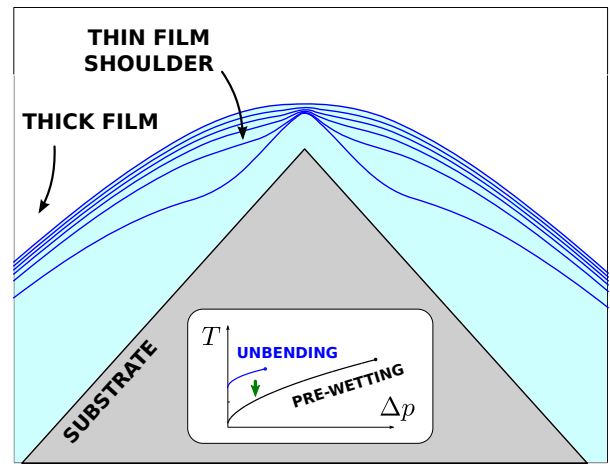 THIN FILM
SHOULDER
THICK FILM
SUBSTRATE
T
UNBENDING
PRE-WETTING
Δp